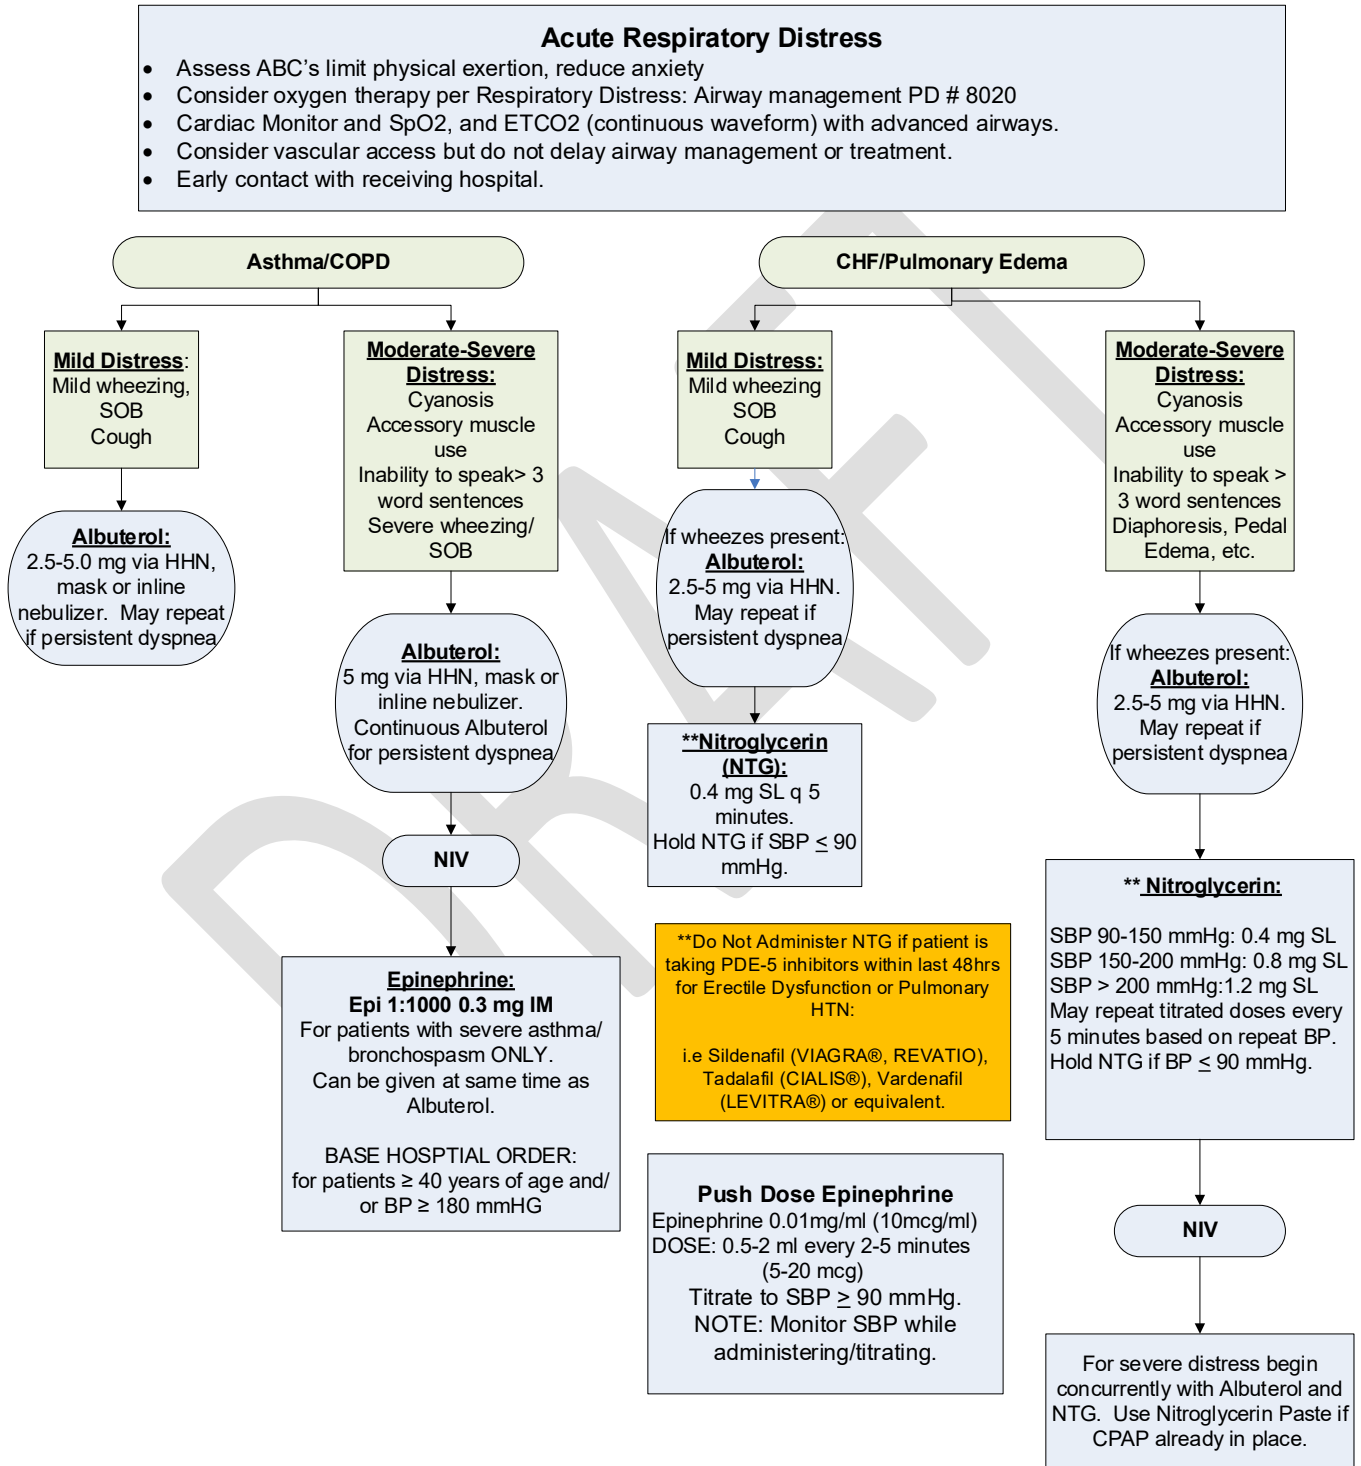 Acute Respiratory Distress
• Assess ABC's limit physical exertion, reduce anxiety
• Consider oxygen therapy per Respiratory Distress: Airway management PD # 8020
• Cardiac Monitor and SpO2, and ETCO2 (continuous waveform) with advanced airways.
• Consider vascular access but do not delay airway management or treatment.
• Early contact with receiving hospital.
DRAFT
Asthma/COPD
Mild Distress:
Mild wheezing,
SOB
Cough
Albuterol:
2.5-5.0 mg via HHN,
mask or inline
nebulizer. May repeat
if persistent dyspnea
Moderate-Severe
Distress:
Cyanosis
Accessory muscle
use
Inability to speak> 3
word sentences
Severe wheezing/
SOB
Albuterol:
5 mg via HHN, mask or
inline nebulizer.
Continuous Albuterol
for persistent dyspnea
NIV
Epinephrine:
Epi 1:1000 0.3 mg IM
For patients with severe asthma/
bronchospasm ONLY.
Can be given at same time as
Albuterol.
BASE HOSPTIAL ORDER:
for patients ≥ 40 years of age and/
or BP ≥ 180 mmHG
CHF/Pulmonary Edema
Mild Distress:
Mild wheezing
SOB
Cough
If wheezes present:
Albuterol:
2.5-5 mg via HHN.
May repeat if
persistent dyspnea
**Nitroglycerin
(NTG):
0.4 mg SL q 5
minutes.
Hold NTG if SBP ≤ 90
mmHg.
**Do Not Administer NTG if patient is
taking PDE-5 inhibitors within last 48hrs
for Erectile Dysfunction or Pulmonary
HTN:
i.e Sildenafil (VIAGRA®, REVATIO),
Tadalafil (CIALIS®), Vardenafil
(LEVITRA®) or equivalent.
Push Dose Epinephrine
Epinephrine 0.01mg/ml (10mcg/ml)
DOSE: 0.5-2 ml every 2-5 minutes
(5-20 mcg)
Titrate to SBP ≥ 90 mmHg.
NOTE: Monitor SBP while
administering/titrating.
Moderate-Severe
Distress:
Cyanosis
Accessory muscle
use
Inability to speak >
3 word sentences
Diaphoresis, Pedal
Edema, etc.
If wheezes present:
Albuterol:
2.5-5 mg via HHN.
May repeat if
persistent dyspnea
** Nitroglycerin:
SBP 90-150 mmHg: 0.4 mg SL
SBP 150-200 mmHg: 0.8 mg SL
SBP > 200 mmHg:1.2 mg SL
May repeat titrated doses every
5 minutes based on repeat BP.
Hold NTG if BP ≤ 90 mmHg.
NIV
For severe distress begin
concurrently with Albuterol and
NTG. Use Nitroglycerin Paste if
CPAP already in place.